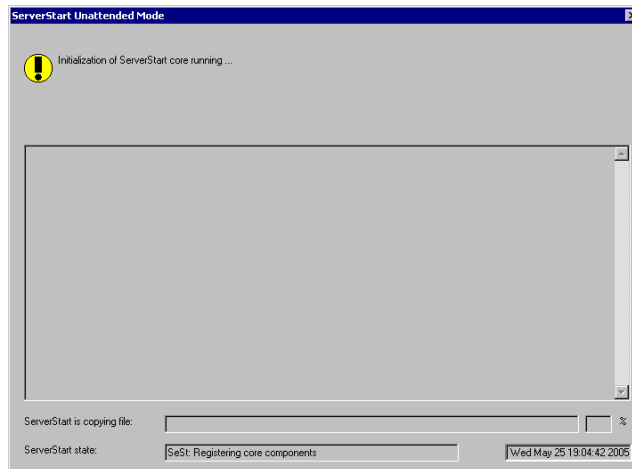 ServerStart Unattended Mode
Initialization of ServerStart core running ...
ServerStart is copying file:
%
ServerStart state:
SeSt: Registering core components
Wed May 25 19:04:42 2005